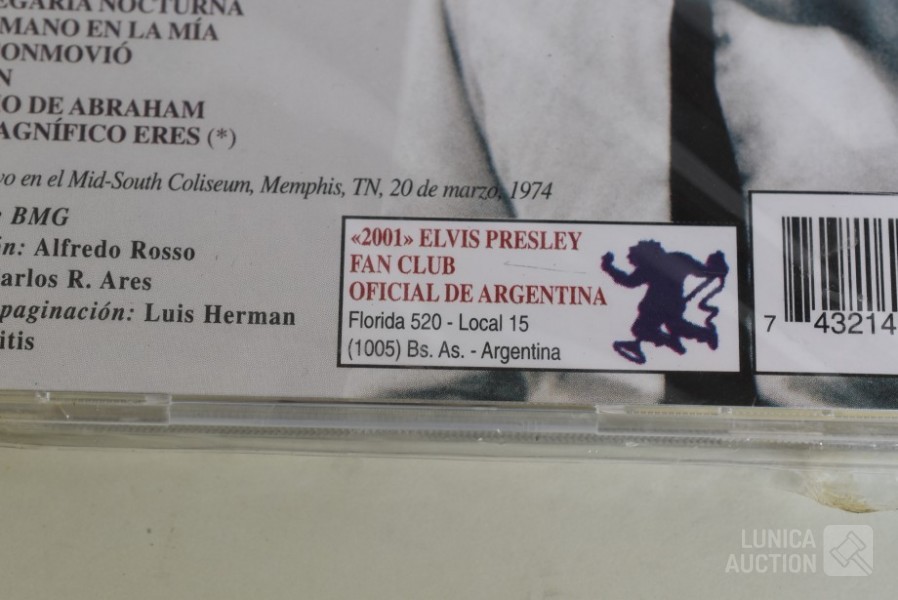 EGARIA NOCTURNA
MANO EN LA MÍA
ONMOVIÓ
N
O DE ABRAHAM
AGNÍFICO ERES (*)
vo en el Mid-South Coliseum, Memphis, TN, 20 de marzo, 1974
: BMG
n: Alfredo Rosso
arlos R. Ares
paginación: Luis Herman
itis
«2001» ELVIS PRESLEY
FAN CLUB
OFICIAL DE ARGENTINA
Florida 520 - Local 15
(1005) Bs. As. - Argentina
7 43214
LUNICA
AUCTION